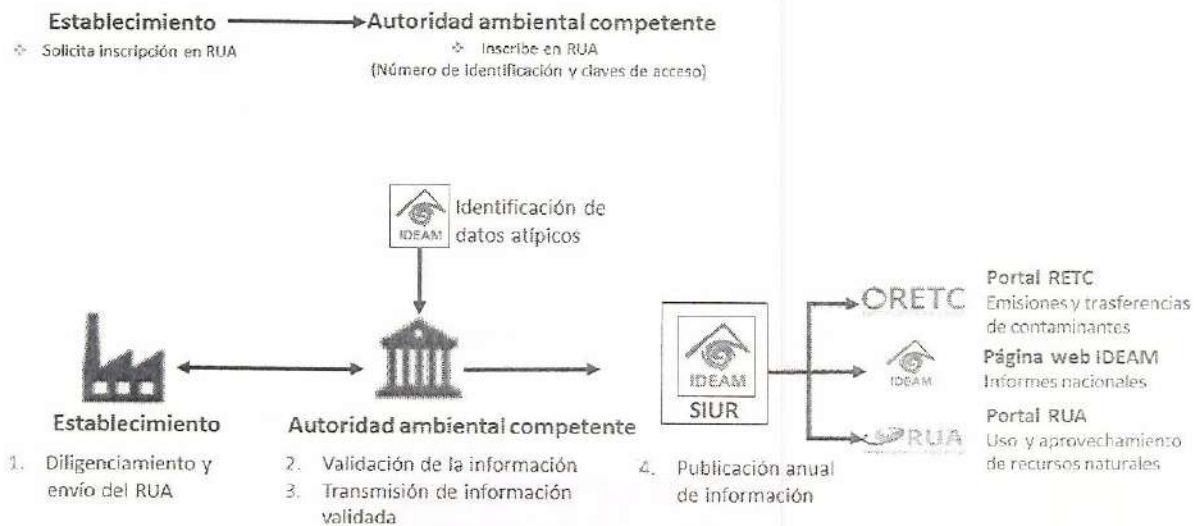 Establecimiento
Autoridad ambiental competente
Solicita inscripción en RUA
Inscribe en RUA
(Número de identificación y claves de acceso)
IDEAM
Identificación de
datos atípicos
Establecimiento
1. Diligenciamiento y
envío del RUA
Autoridad ambiental competente
2. Validación de la información
3. Transmisión de información
validada
IDEAM
SIUR
4. Publicación anual
de información
RETC
Portal RETC
Emisiones y trasferencias
de contaminantes
IDEAM
Página web IDEAM
Informes nacionales
RUA
Portal RUA
Uso y aprovechamiento
de recursos naturales